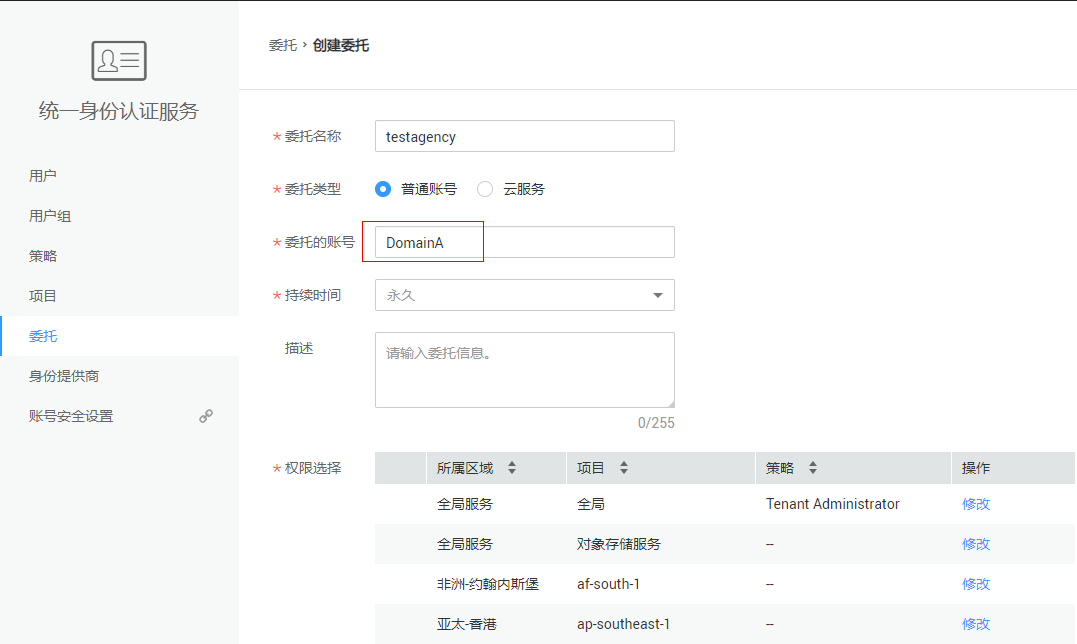 委托 › 创建委托
统一身份认证服务
用户
用户组
策略
项目
委托
身份提供商
账号安全设置
* 委托名称 testagency
* 委托类型 普通账号 云服务
* 委托的账号 DomainA
* 持续时间 永久
描述 请输入委托信息。
0/255
* 权限选择 所属区域 项目 策略 操作
全局服务 全局 Tenant Administrator 修改
全局服务 对象存储服务 -- 修改
非洲-约翰内斯堡 af-south-1 -- 修改
亚太-香港 ap-southeast-1 -- 修改